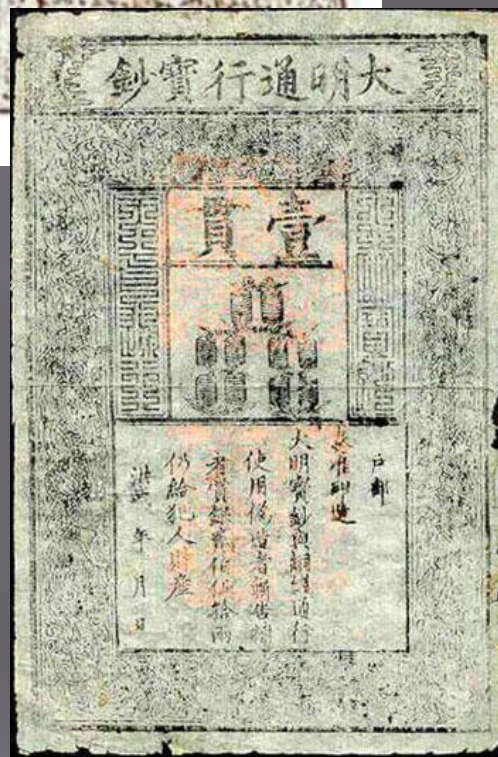 大明通行寶鈔
壹貫
戶部
奏准印造
大明寶鈔與銅錢通行
使用偽造者斬告捕
者賞銀貳佰伍拾兩
仍給犯人財產
洪武 年 月 日